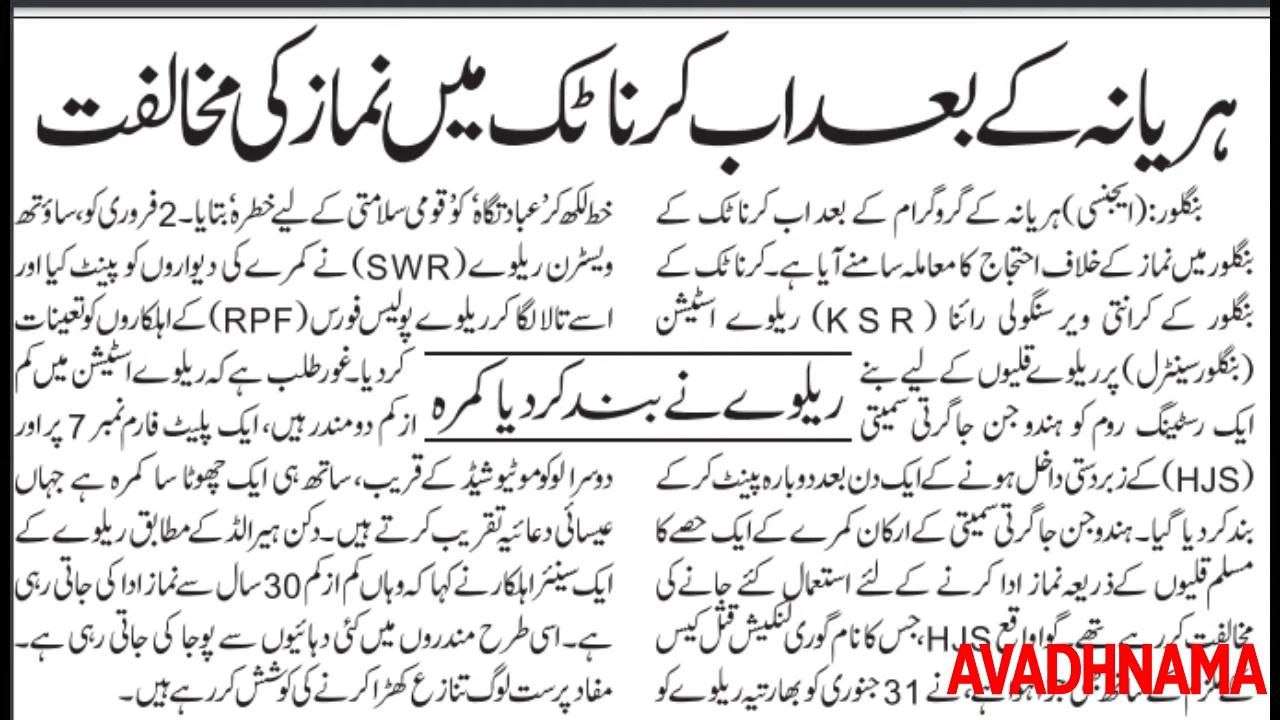 ہریانہ کے بعد اب کرناٹک میں نماز کی مخالفت
بنگلور:(ایجنسی)ہریانہ کے گروگرام کے بعد اب کرناٹک کے
بنگلور میں نماز کے خلاف احتجاج کا معاملہ سامنے آیا ہے۔ کرناٹک کے
بنگلور کے کرانتی ویر سنگولی رائنا (KSR) ریلوے اسٹیشن
(بنگلور سینٹرل) پر ریلوے قلیوں کے لیے بنے
ایک رسٹینگ روم کو ہندو جن جاگرتی سمیتی
(HJS) کے زبردستی داخل ہونے کے ایک دن بعد دوبارہ پینٹ کر کے
بند کر دیا گیا۔ ہندو جن جاگرتی سمیتی کے ارکان کمرے کے ایک حصے کا
مسلم قلیوں کے ذریعہ نماز ادا کرنے کے لئے استعمال کئے جانے کی
مخالفت کر رہے تھے۔ گوا واقع HJS، جس کا نام گوری لنکیش قتل کیس
نے 31 جنوری کو بھارتیہ ریلوے کو
ریلوے نے بند کر دیا کمرہ
خط لکھ کر 'عبادتگاہ' کو 'قومی سلامتی کے لیے خطرہ' بتایا۔ 2 فروری کو، ساؤتھ
ویسٹرن ریلوے (SWR) نے کمرے کی دیواروں کو پینٹ کیا اور
اسے تالا لگا کر ریلوے پولیس فورس (RPF) کے اہلکاروں کو تعینات
کر دیا۔ غور طلب ہے کہ ریلوے اسٹیشن میں کم
از کم دو مندر ہیں، ایک پلیٹ فارم نمبر 7 پر اور
دوسرا لوکوموٹیو شیڈ کے قریب، ساتھ ہی ایک چھوٹا سا کمرہ ہے جہاں
عیسائی دعائیہ تقریب کرتے ہیں۔ دکن ہیرالڈ کے مطابق ریلوے کے
ایک سینئر اہلکار نے کہا کہ وہاں کم از کم 30 سال سے نماز ادا کی جاتی رہی
ہے۔ اسی طرح مندروں میں کئی دہائیوں سے پوجا کی جاتی رہی ہے۔
مفاد پرست لوگ تنازع کھڑا کرنے کی کوشش کر رہے ہیں۔
AVADHNAMA